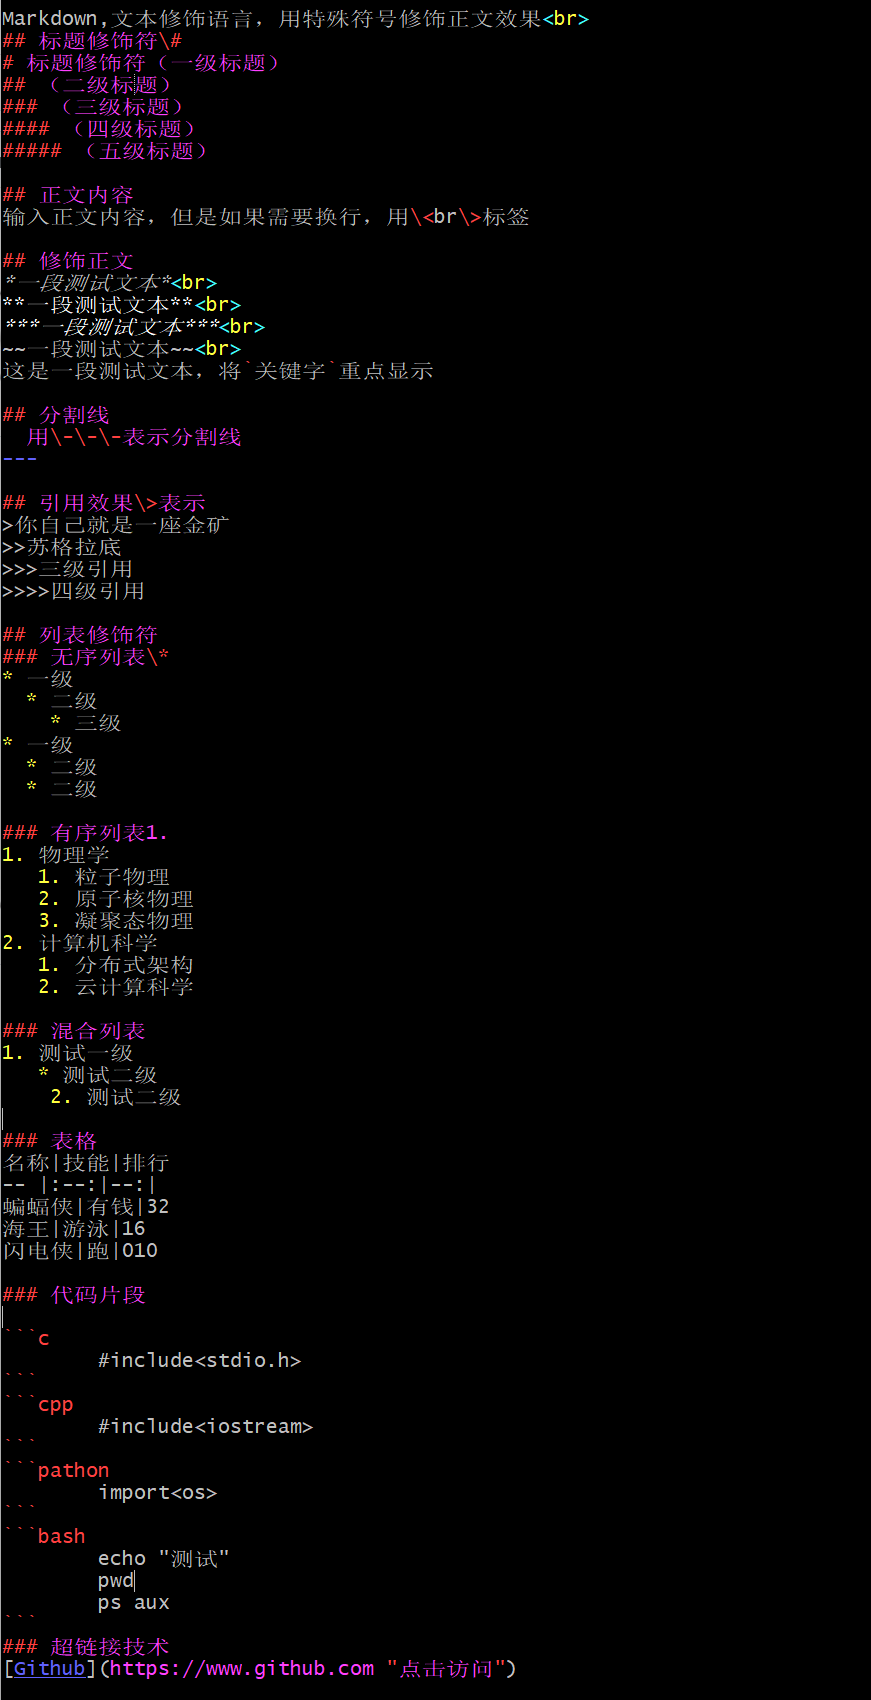 Markdown,文本修饰语言，用特殊符号修饰正文效果<br>
## 标题修饰符\#
# 标题修饰符（一级标题）
## （二级标题）
### （三级标题）
#### （四级标题）
##### （五级标题）
## 正文内容
输入正文内容，但是如果需要换行，用\<br\>标签
## 修饰正文
*一段测试文本*<br>
**一段测试文本**<br>
***一段测试文本***<br>
~~一段测试文本~~<br>
这是一段测试文本，将`关键字`重点显示
## 分割线
  用\-\-\-表示分割线
---
## 引用效果\>表示
>你自己就是一座金矿
>>苏格拉底
>>>三级引用
>>>>四级引用
## 列表修饰符
### 无序列表\*
* 一级
  * 二级
    * 三级
* 一级
  * 二级
  * 二级
### 有序列表1.
1. 物理学
   1. 粒子物理
   2. 原子核物理
   3. 凝聚态物理
2. 计算机科学
   1. 分布式架构
   2. 云计算科学
### 混合列表
1. 测试一级
   * 测试二级
    2. 测试二级
### 表格
名称|技能|排行
-- |:--:|--:|
蝙蝠侠|有钱|32
海王|游泳|16
闪电侠|跑|010
### 代码片段
```c
        #include<stdio.h>
```
```cpp
        #include<iostream>
```
```pathon
        import<os>
```
```bash
        echo "测试"
        pwd
        ps aux
```
### 超链接技术
[Github](https://www.github.com "点击访问")